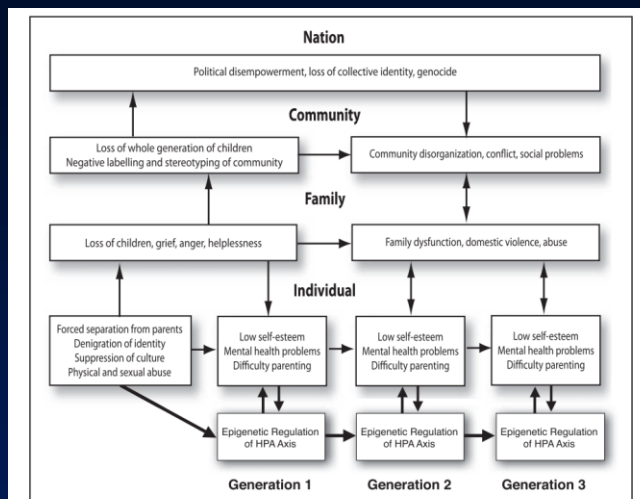 Nation
Political disempowerment, loss of collective identity, genocide
Community
Loss of whole generation of children
Negative labelling and stereotyping of community
Community disorganization, conflict, social problems
Family
Loss of children, grief, anger, helplessness
Family dysfunction, domestic violence, abuse
Individual
Forced separation from parents
Denigration of identity
Suppression of culture
Physical and sexual abuse
Low self-esteem
Mental health problems
Difficulty parenting
Low self-esteem
Mental health problems
Difficulty parenting
Low self-esteem
Mental health problems
Difficulty parenting
Epigenetic Regulation
of HPA Axis
Epigenetic Regulation
of HPA Axis
Epigenetic Regulation
of HPA Axis
Generation 1
Generation 2
Generation 3